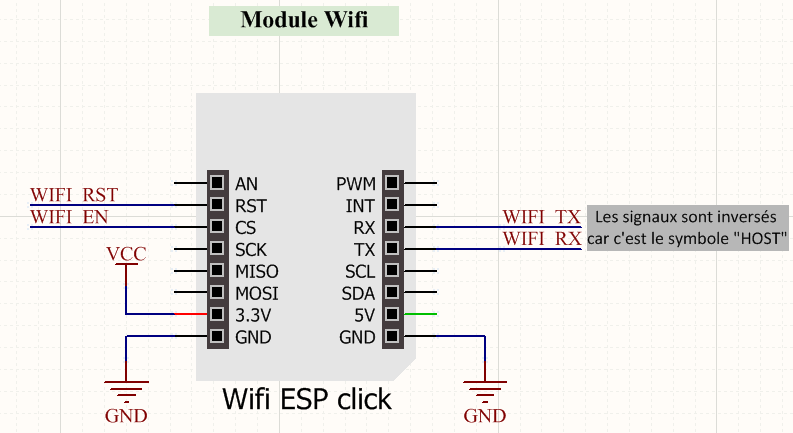 Module Wifi
WIFI_RST
WIFI_EN
VCC
GND
AN
RST
CS
SCK
MISO
MOSI
3.3V
GND
PWM
INT
RX
TX
SCL
SDA
5V
GND
WIFI_TX
WIFI_RX
Les signaux sont inversés
car c'est le symbole "HOST"
GND
Wifi ESP click